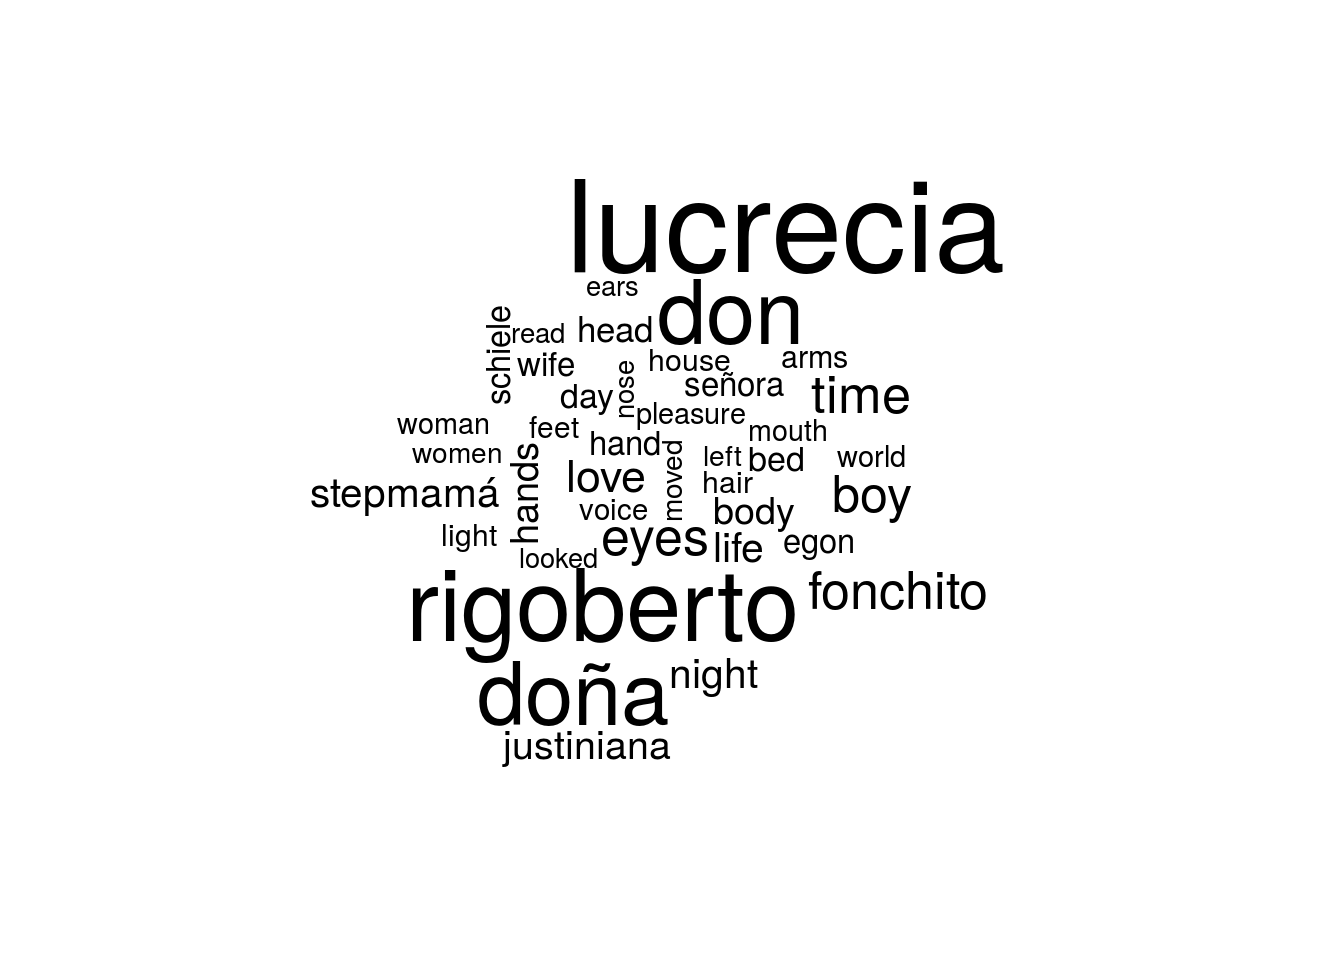 lucrecia
ears
don
schiele
read
head
wife
house
arms
nose
day
señora
time
pleasure
woman
feet
mouth
women
hands
hand
moved
left
bed
world
stepmamá
love
hair
boy
voice
body
light
eyes
life
egon
looked
rigoberto
fonchito
doña
night
justiniana